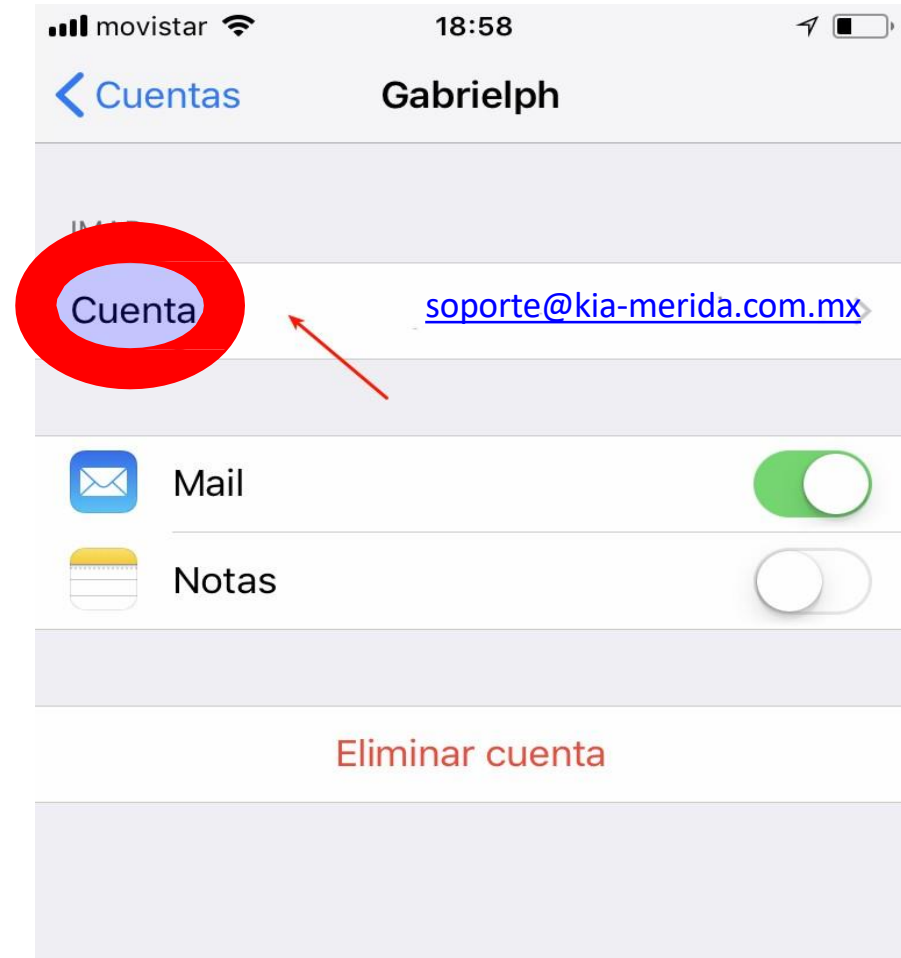 movistar 18:58
Cuentas Gabrielph
Cuenta soporte@kia-merida.com.mx
Mail
Notas
Eliminar cuenta